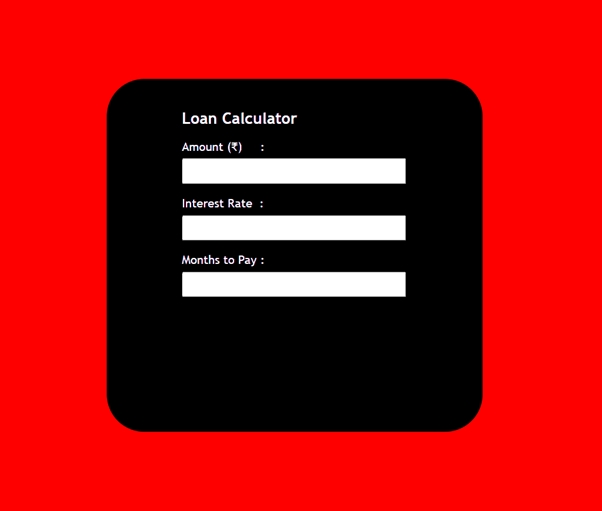 Loan Calculator
Amount (₹) :
Interest Rate :
Months to Pay :